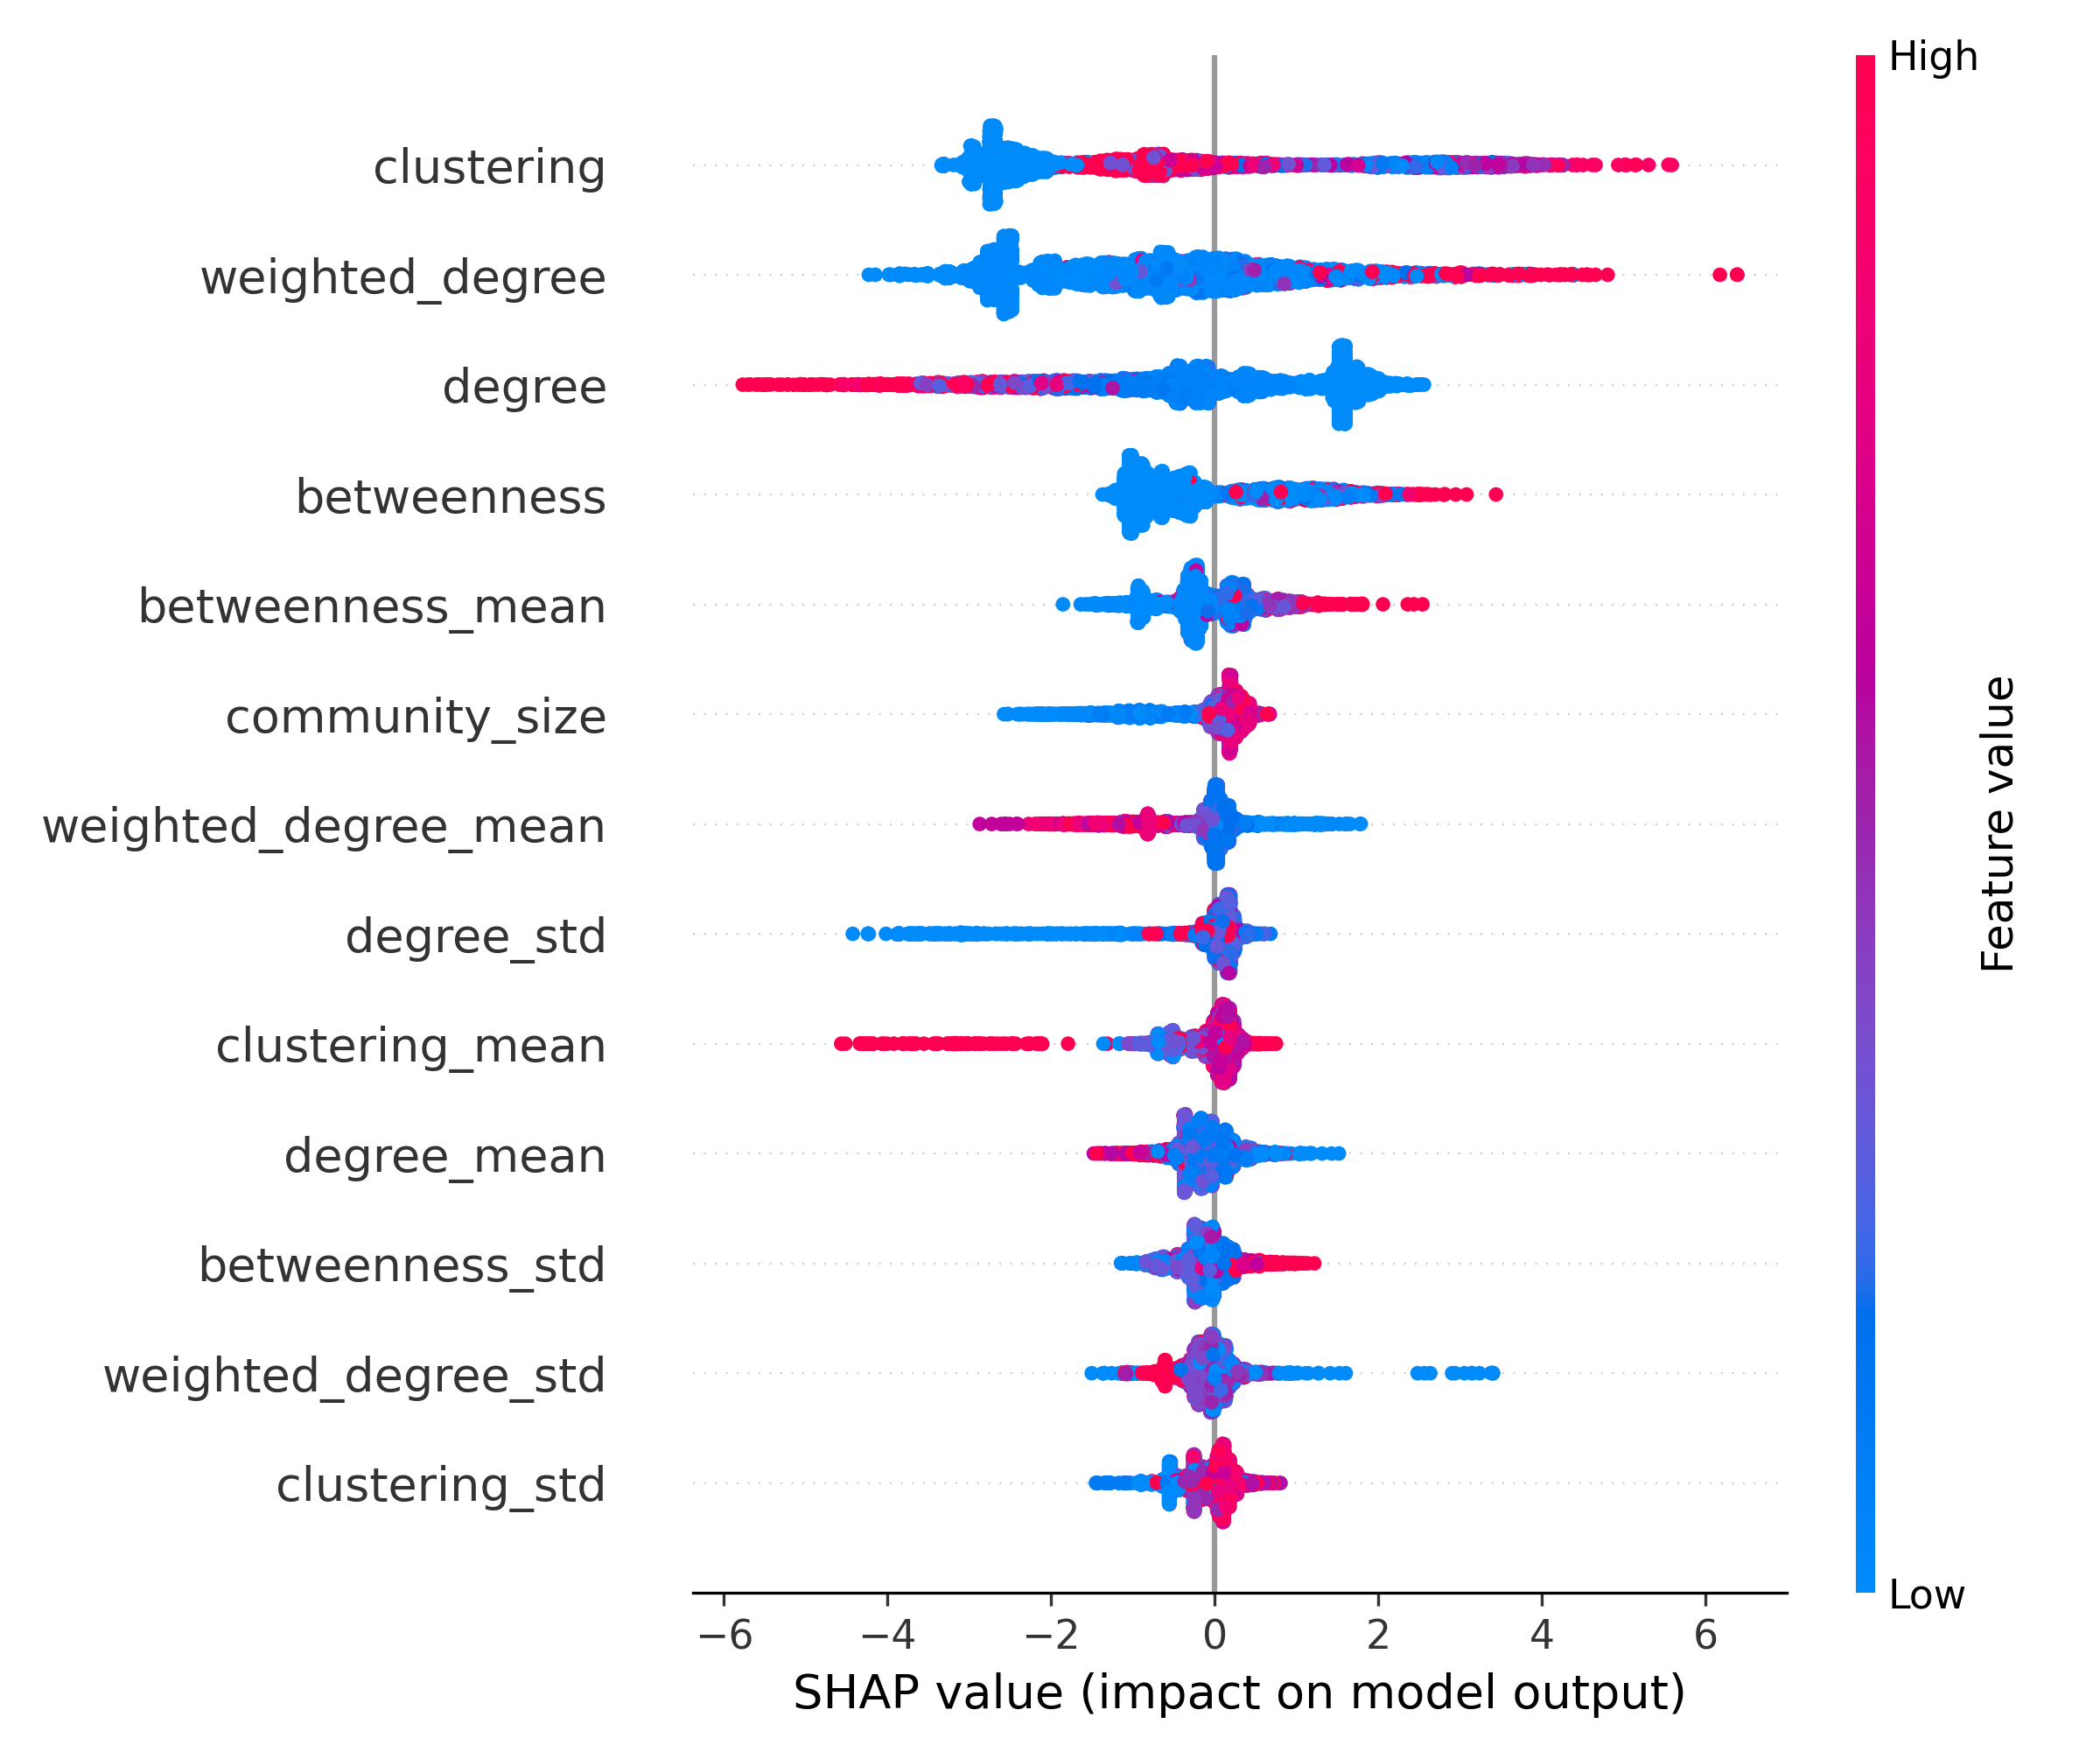 High
clustering
weighted_degree
degree
betweenness
betweenness_mean
community_size
weighted_degree_mean
degree_std
clustering_mean
degree_mean
betweenness_std
weighted_degree_std
clustering_std
Feature value
Low
−6 −4 −2 0 2 4 6
SHAP value (impact on model output)